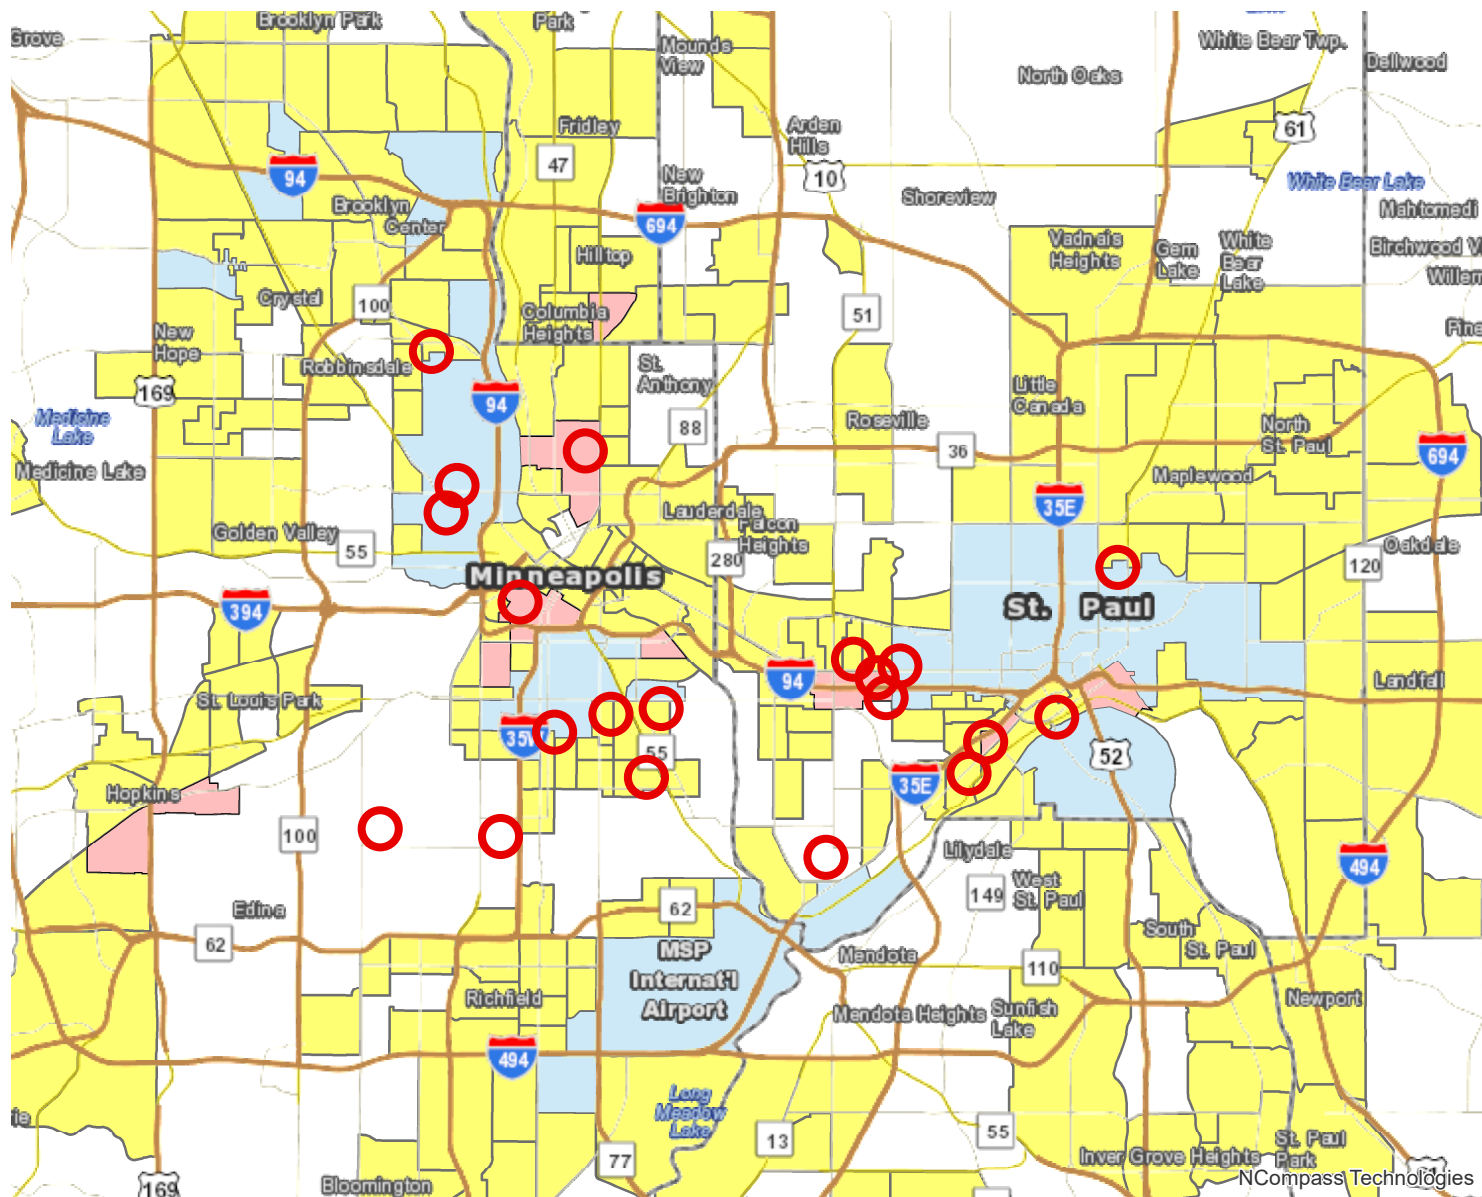 Brooklyn Park
Park
Grove
Mounds
View
White Bear Twp.
Dellwood
North Oaks
61
Fridley
Arden
Hills
47
94
10
New
Brighton
White Bear Lake
Shoreview
Mahtomedi
Brooklyn
Center
694
Vadnais
Heights
Gem
Lake
White
Bear
Lake
Birchwood V
Hilltop
Willern
Crystal
100
51
Columbia
Heights
New
Hope
Pine
Robbinsdale
St.
Anthony
Little
Canada
169
94
Medicine
Lake
88
Roseville
36
North
St. Paul
694
Medicine Lake
Maplewood
35E
Lauderdale
Falcon
Heights
Golden Valley
55
280
Oakdale
120
Minneapolis
394
St. Paul
94
Landfall
St. Louis Park
35W
55
52
35E
Hopkins
100
Lilydale
494
West
St. Paul
149
Edina
62
62
South
St. Paul
MSP
Internat'l
Airport
Mendota
110
Richfield
Mendota Heights
Sunfish
Lake
Newport
494
Long
Meadow
Lake
13
55
77
Inver Grove Heights
St. Paul
Park
169
Bloomington
NCompass Technologies